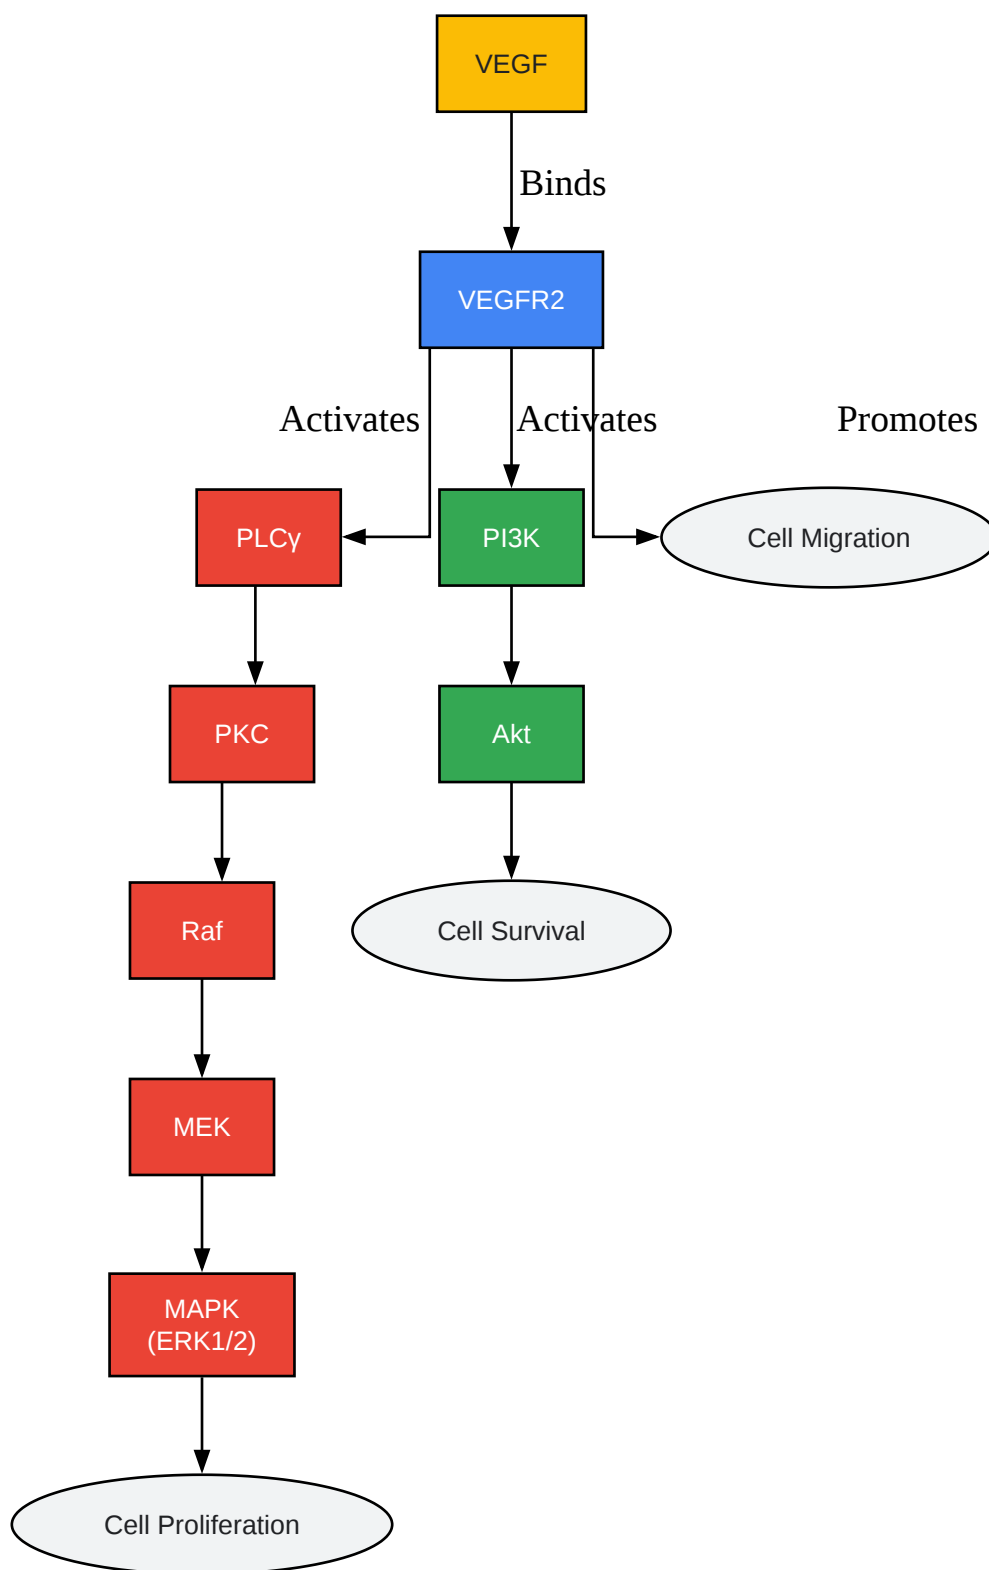 VEGF
Binds
VEGFR2
Activates
Activates
Promotes
PLCγ
PI3K
Cell Migration
PKC
Akt
Raf
Cell Survival
MEK
MAPK
(ERK1/2)
Cell Proliferation